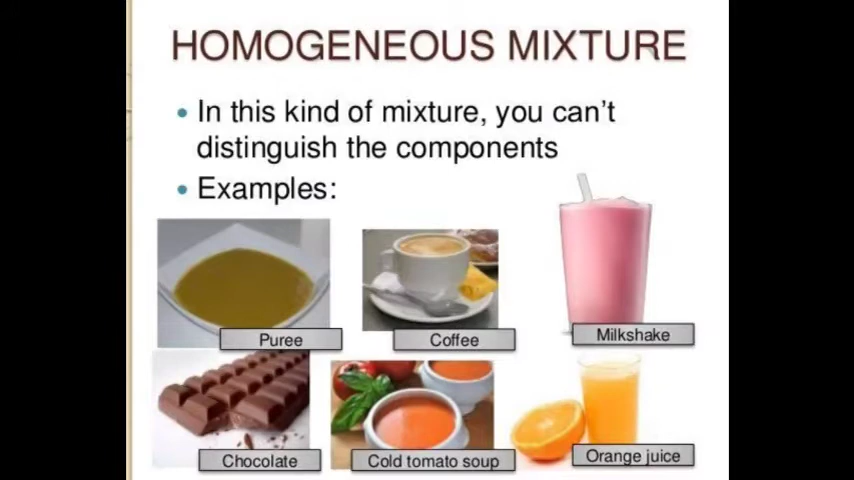 HOMOGENEOUS MIXTURE
• In this kind of mixture, you can't
distinguish the components
• Examples:
Puree
Coffee
Milkshake
Chocolate
Cold tomato soup
Orange juice